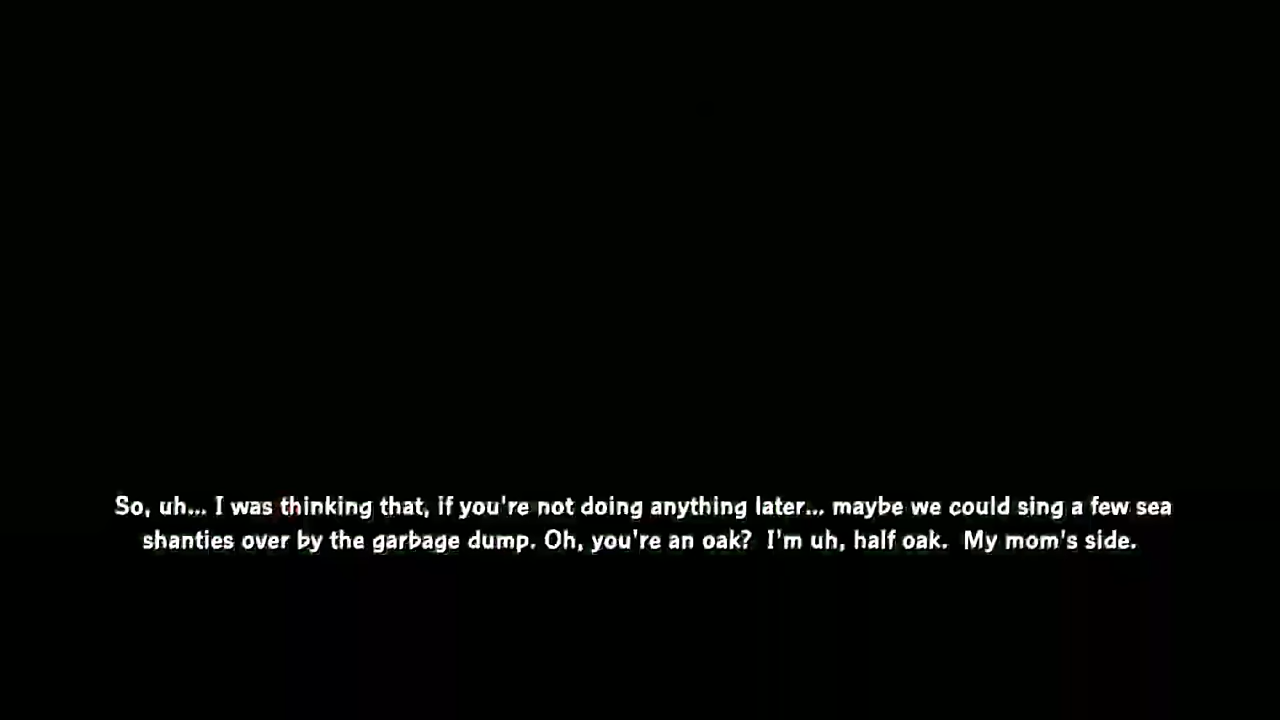 So, uh... I was thinking that, if you're not doing anything later... maybe we could sing a few sea
shanties over by the garbage dump. Oh, you're an oak?  I'm uh, half oak.  My mom's side.